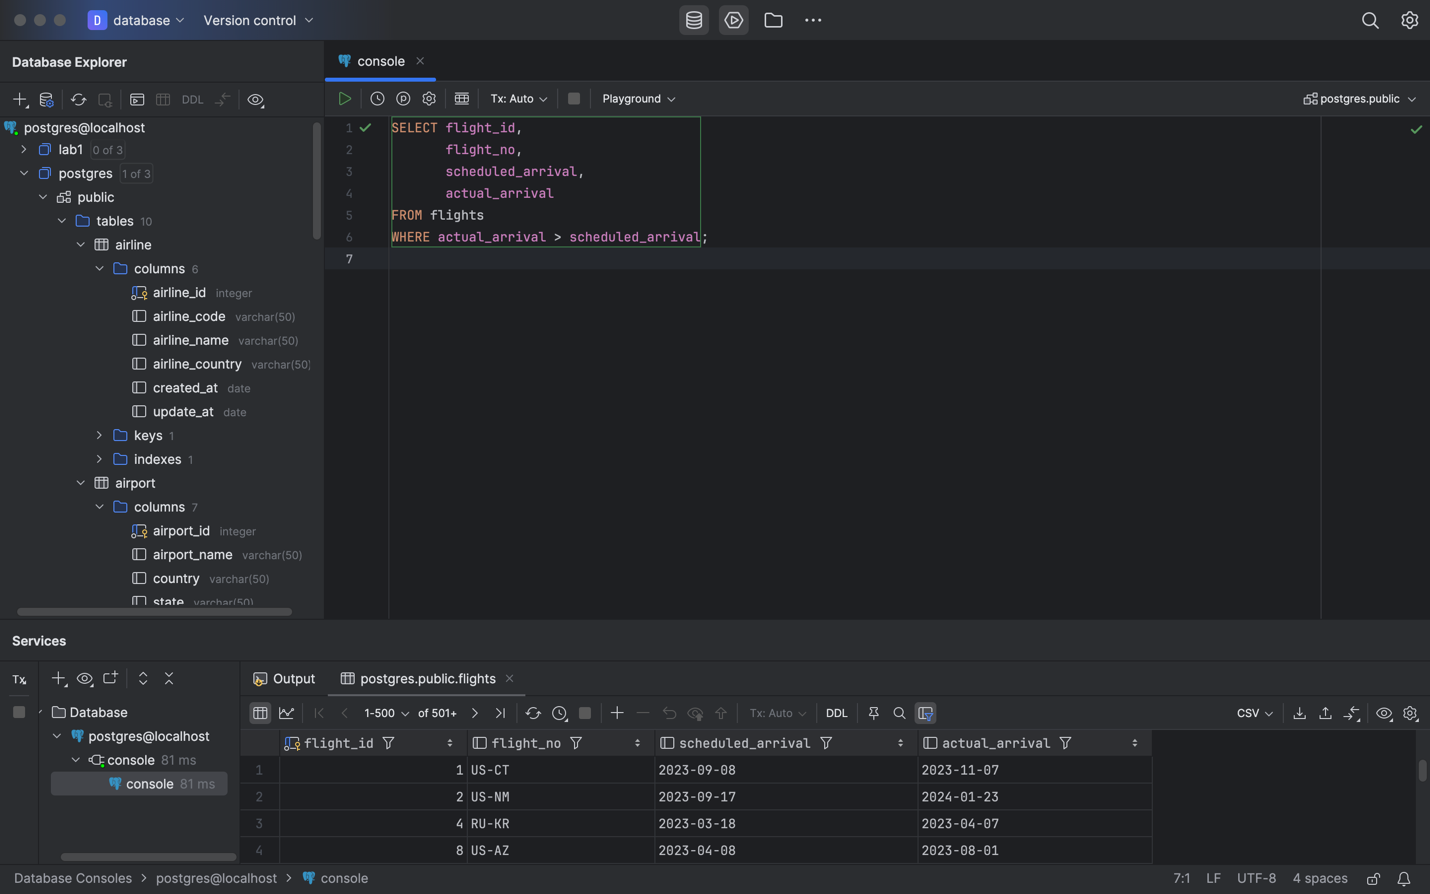 D database Version control
Database Explorer
console
DDL
Tx: Auto
Playground
postgres.public
postgres@localhost
lab1 0 of 3
postgres 1 of 3
public
tables 10
airline
columns 6
airline_id integer
airline_code varchar(50)
airline_name varchar(50)
airline_country varchar(50)
created_at date
update_at date
keys 1
indexes 1
airport
columns 7
airport_id integer
airport_name varchar(50)
country varchar(50)
state varchar(50)
1 SELECT flight_id,
2 flight_no,
3 scheduled_arrival,
4 actual_arrival
5 FROM flights
6 WHERE actual_arrival > scheduled_arrival;
7
Services
Tx
Database
postgres@localhost
console 81 ms
console 81 ms
Output
postgres.public.flights
1-500 of 501+
Tx: Auto
DDL
CSV
flight_id flight_no scheduled_arrival actual_arrival
1 1 US-CT 2023-09-08 2023-11-07
2 2 US-NM 2023-09-17 2024-01-23
3 4 RU-KR 2023-03-18 2023-04-07
4 8 US-AZ 2023-04-08 2023-08-01
Database Consoles > postgres@localhost > console
7:1 LF UTF-8 4 spaces